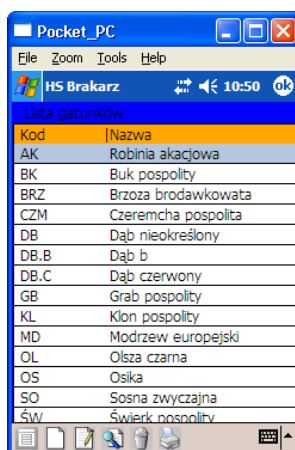 Pocket_PC
File Zoom Tools Help
HS Brakarz 10:50 ok
Lista gatunków
Kod Nazwa
AK Robinia akacjowa
BK Buk pospolity
BRZ Brzoza brodawkowata
CZM Czeremcha pospolita
DB Dąb nieokreślony
DB.B Dąb b
DB.C Dąb czerwony
GB Grab pospolity
KL Klon pospolity
MD Modrzew europejski
OL Olsza czarna
OS Osika
SO Sosna zwyczajna
ŚW Świerk pospolity